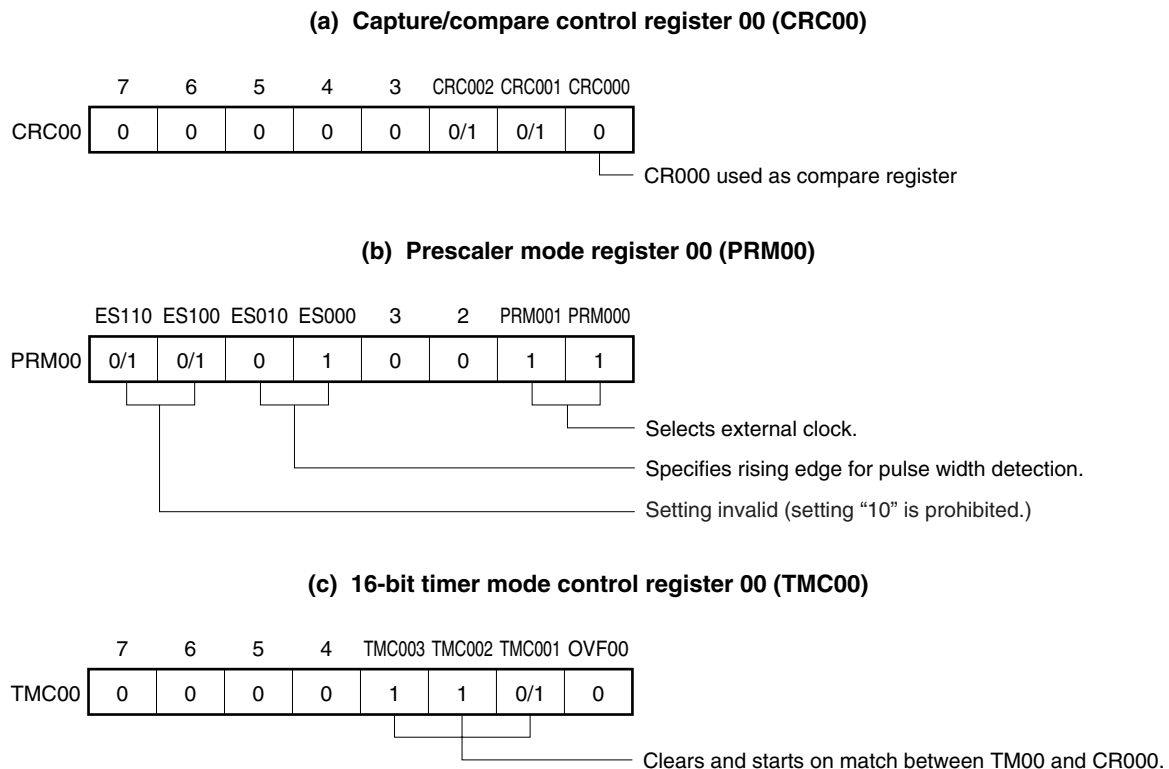 (a) Capture/compare control register 00 (CRC00)
7 6 5 4 3 CRC002 CRC001 CRC000
CRC00 0 0 0 0 0 0/1 0/1 0
CR000 used as compare register
(b) Prescaler mode register 00 (PRM00)
ES110 ES100 ES010 ES000 3 2 PRM001 PRM000
PRM00 0/1 0/1 0 1 0 0 1 1
Selects external clock.
Specifies rising edge for pulse width detection.
Setting invalid (setting “10” is prohibited.)
(c) 16-bit timer mode control register 00 (TMC00)
7 6 5 4 TMC003 TMC002 TMC001 OVF00
TMC00 0 0 0 0 1 1 0/1 0
Clears and starts on match between TM00 and CR000.